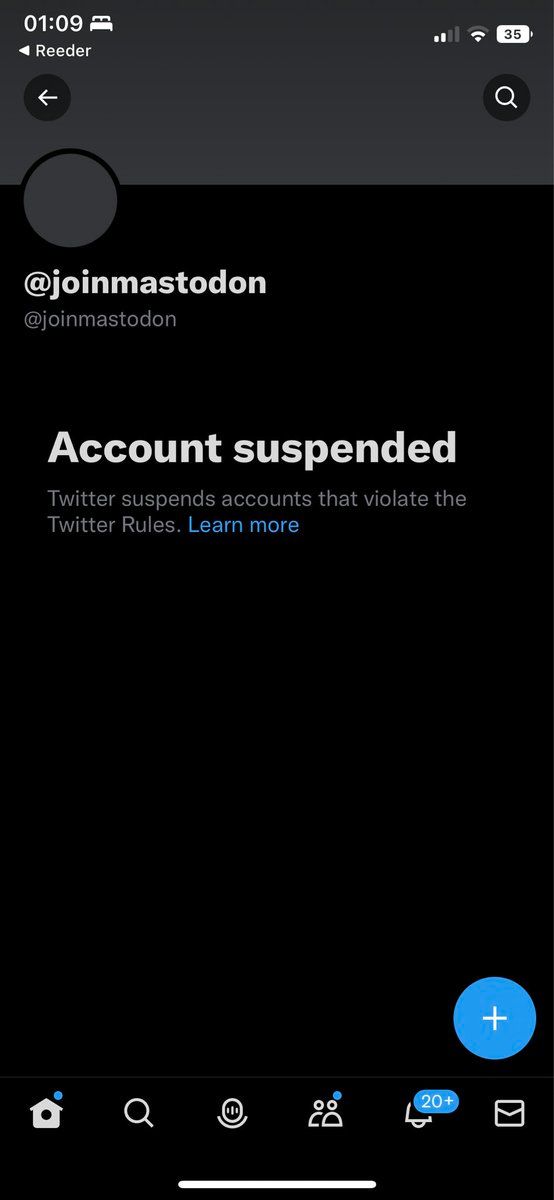 01:09
◀ Reeder
35
@joinmastodon
@joinmastodon
Account suspended
Twitter suspends accounts that violate the
Twitter Rules. Learn more
20+